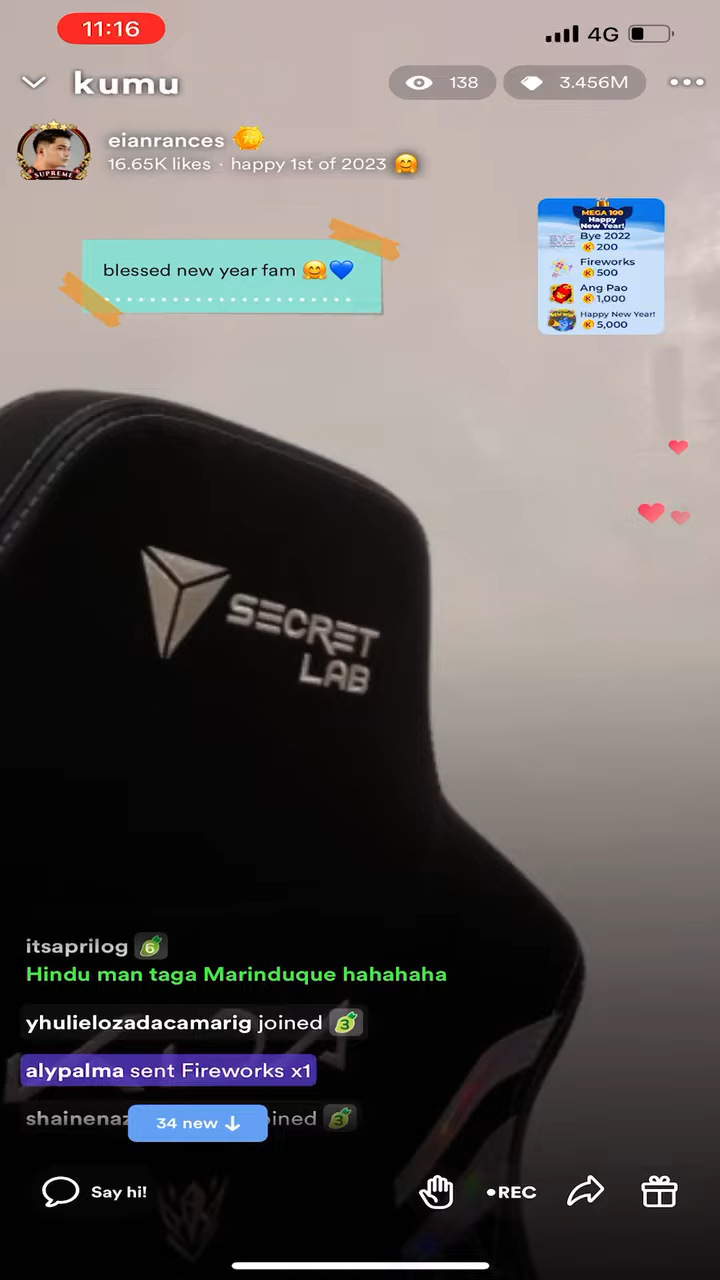 11:16
4G
kumu
138
3.456M
eianrances
16.65K likes · happy 1st of 2023 🤗
SUPREME
MEGA 100
Happy
New Year!
Bye 2022
200
Fireworks
500
Ang Pao
1,000
Happy New Year!
5,000
blessed new year fam 🤗💙
SECRET
LAB
itsaprilog 6
Hindu man taga Marinduque hahahaha
yhulielozadacamarig joined 3
alypalma sent Fireworks x1
34 new ↓
3
Say hi!
•REC